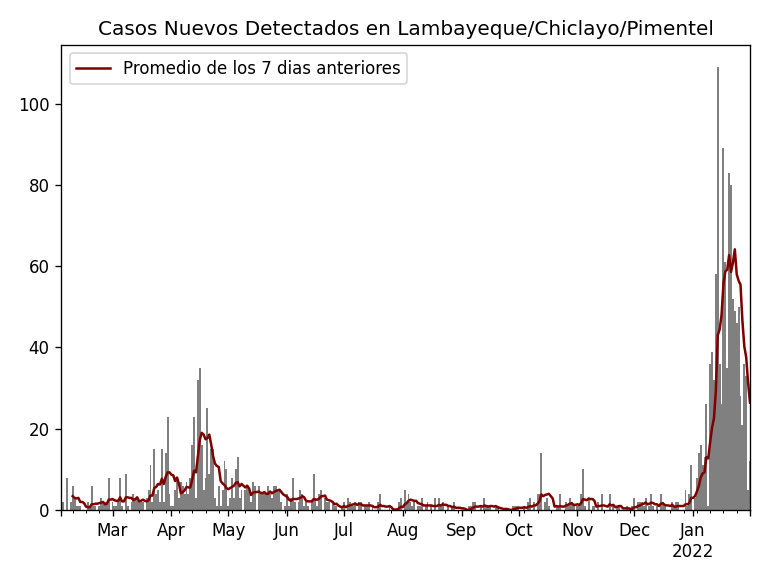 Casos Nuevos Detectados en Lambayeque/Chiclayo/Pimentel
Promedio de los 7 dias anteriores
100
80
60
40
20
0
Mar Apr May Jun Jul Aug Sep Oct Nov Dec Jan
2022